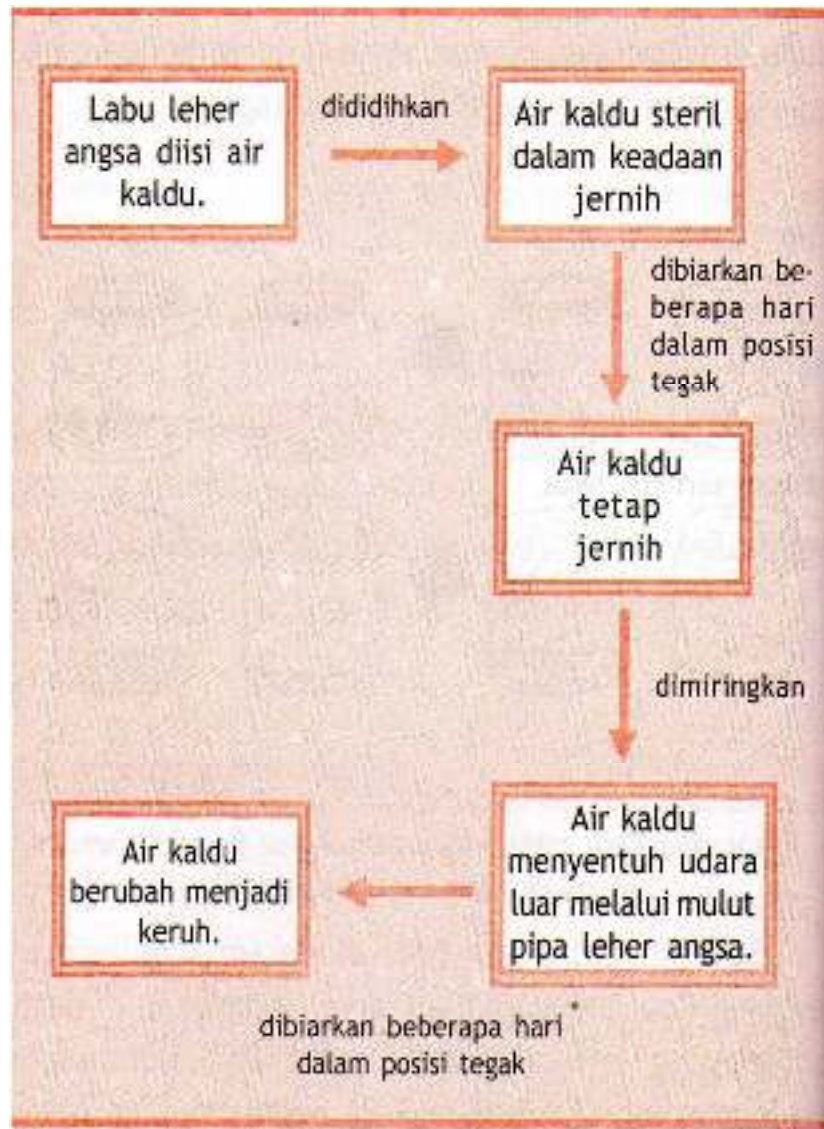 Labu leher
angsa diisi air
kaldu.
dididihkan
Air kaldu steril
dalam keadaan
jernih
dibiarkan be-
berapa hari
dalam posisi
tegak
Air kaldu
tetap
jernih
dimiringkan
Air kaldu
menyentuh udara
luar melalui mulut
pipa leher angsa.
Air kaldu
berubah menjadi
keruh.
dibiarkan beberapa hari
dalam posisi tegak